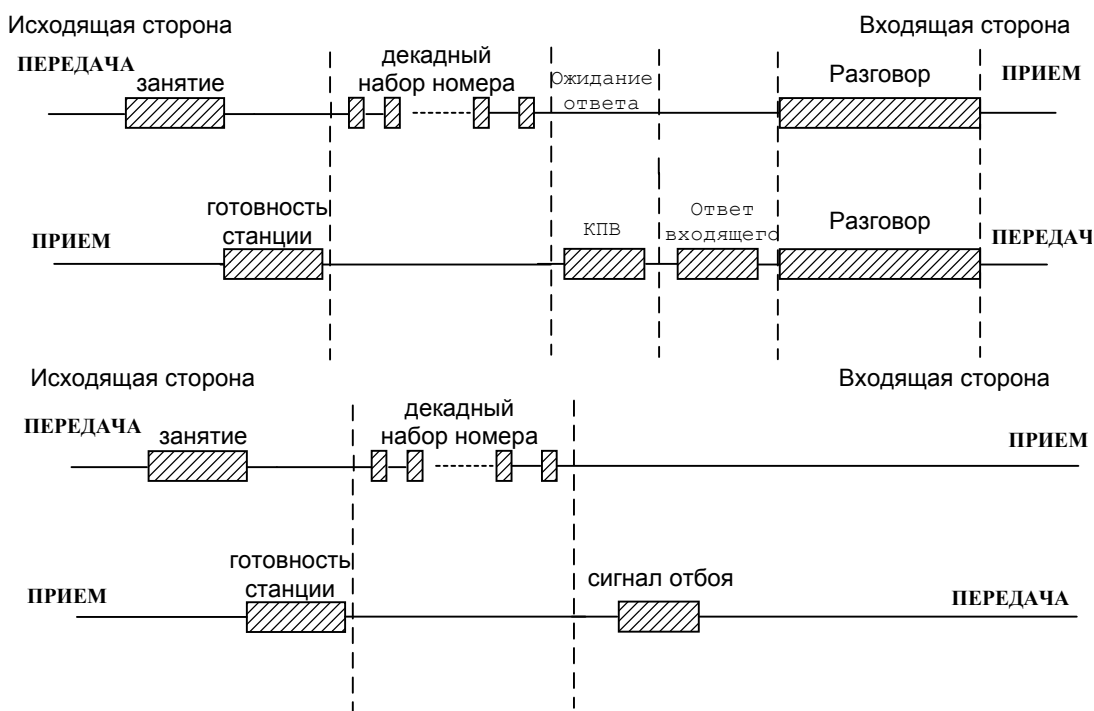 Исходящая сторона
Входящая сторона
ПЕРЕДАЧА
занятие
декадный
набор номера
Ожидание
ответа
Разговор
ПРИЕМ
ПРИЕМ
готовность
станции
КПВ
Ответ
входящего
Разговор
ПЕРЕДАЧ
Исходящая сторона
Входящая сторона
ПЕРЕДАЧА
занятие
декадный
набор номера
ПРИЕМ
ПРИЕМ
готовность
станции
сигнал отбоя
ПЕРЕДАЧА